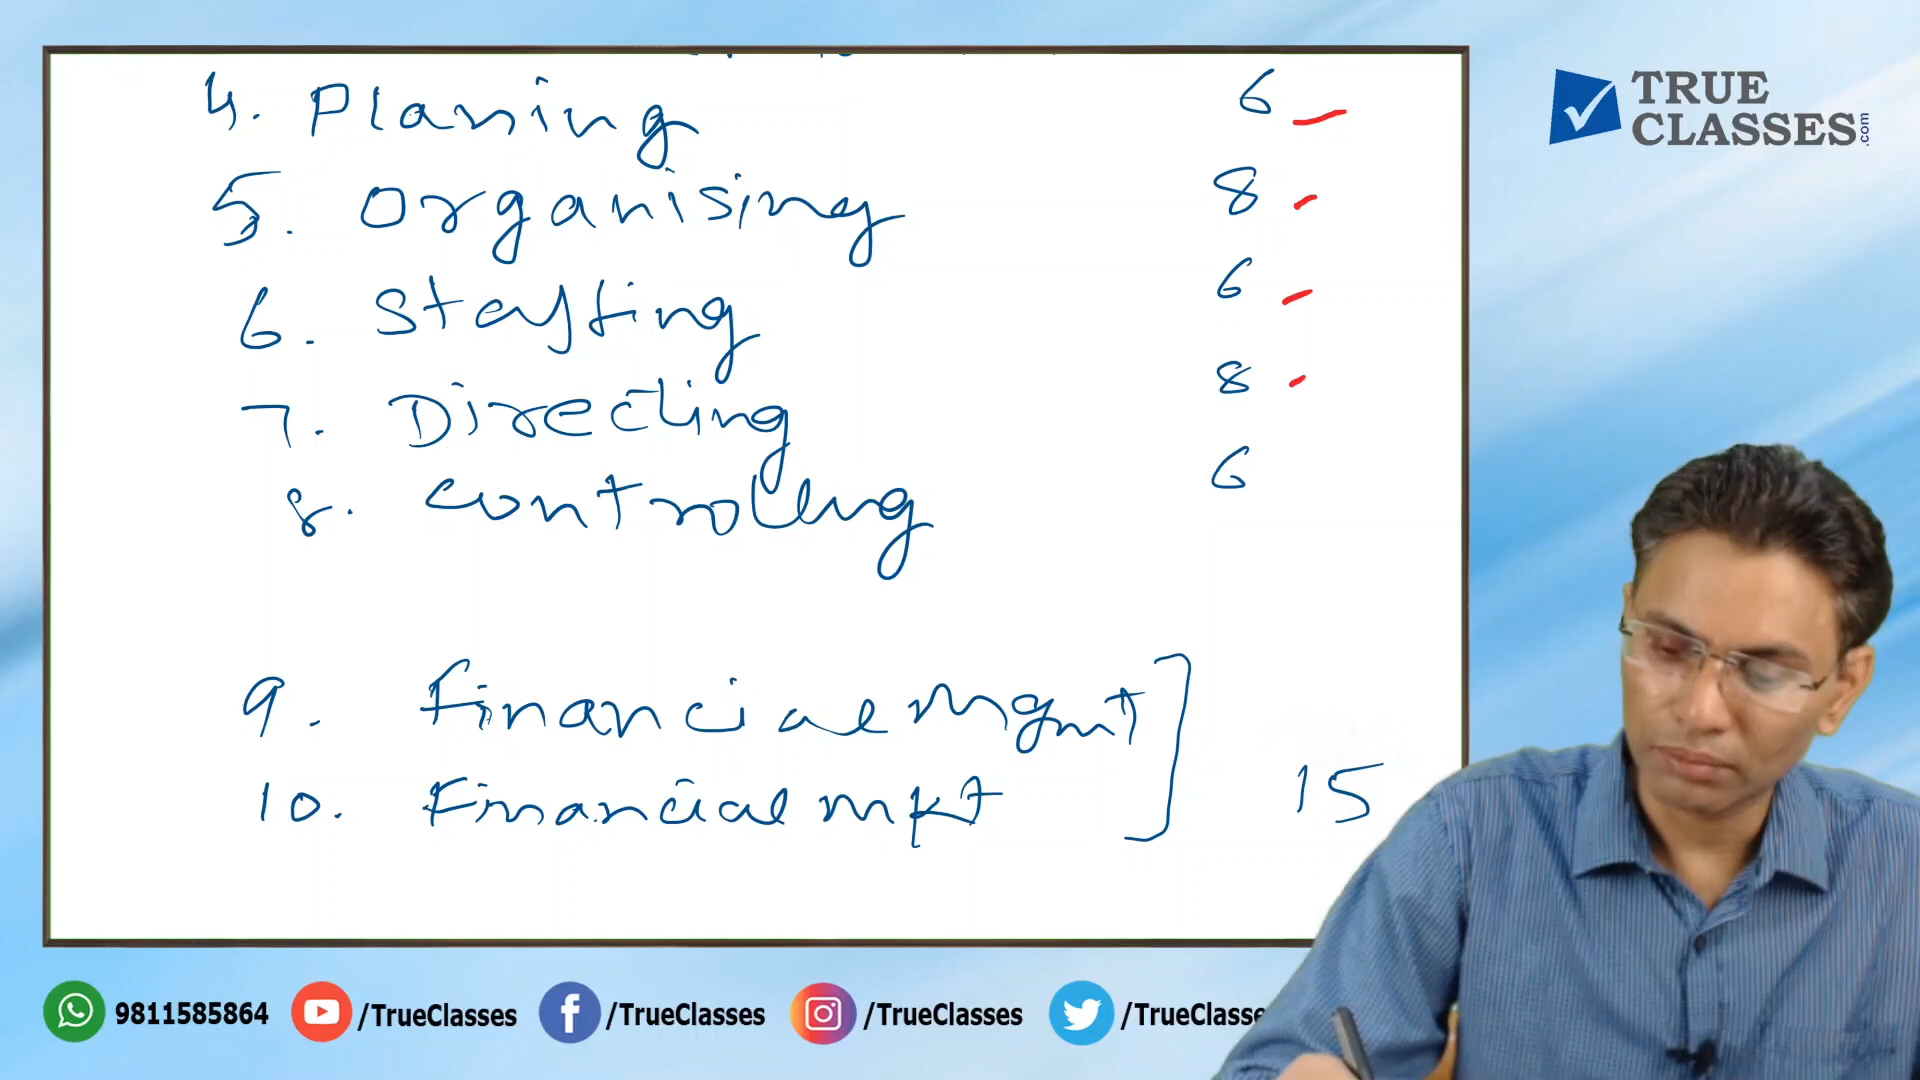 4. Planing 6
5. Organising 8
6. Staffing 6
7. Directing 8
8. Controlling 6
9. Financial Mgmt
10. Financial mkt 15
TRUE
CLASSES.com
9811585864 /TrueClasses /TrueClasses /TrueClasses /TrueClasse